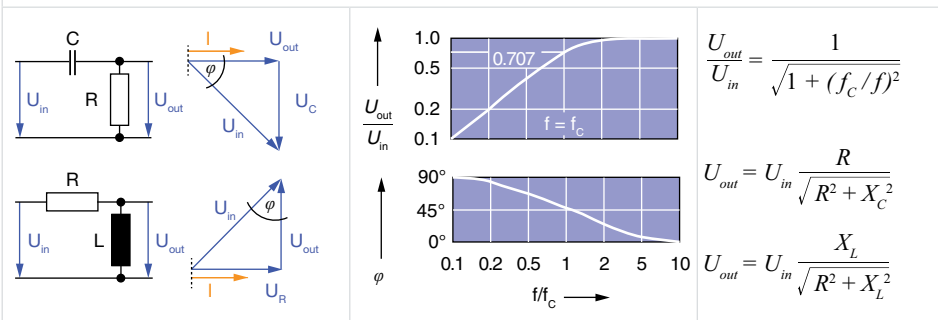 C
R
U_in
U_out
I
U_out
φ
U_C
U_in
R
L
U_in
U_out
U_in
φ
U_out
I
U_R
U_out
U_in
1.0
0.5
0.2
0.1
0.707
f = f_C
φ
90°
45°
0°
0.1 0.2 0.5 1 2 5 10
f/f_C
U_out / U_in = 1 / √(1 + (f_C /f)²)
U_out = U_in R / √(R² + X_C²)
U_out = U_in X_L / √(R² + X_L²)